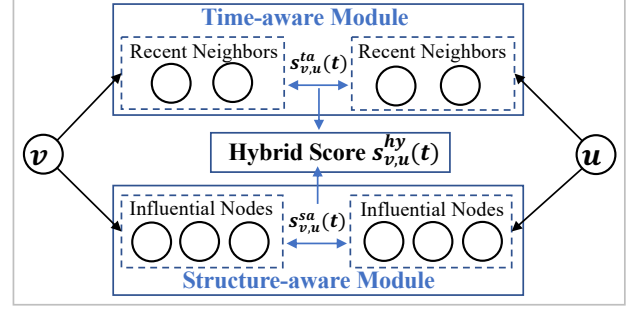 Time-aware Module
Recent Neighbors
s^{ta}_{v,u}(t)
Recent Neighbors
v
Hybrid Score s^{hy}_{v,u}(t)
u
Influential Nodes
s^{sa}_{v,u}(t)
Influential Nodes
Structure-aware Module